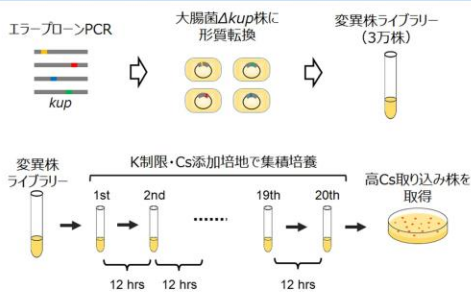 エラープローンPCR
kup
大腸菌Δkup株に
形質転換
変異株ライブラリー
(3万株)
変異株
ライブラリー
K制限・Cs添加培地で集積培養
1st
2nd
........
19th
20th
12 hrs
12 hrs
12 hrs
高Cs取り込み株を
取得